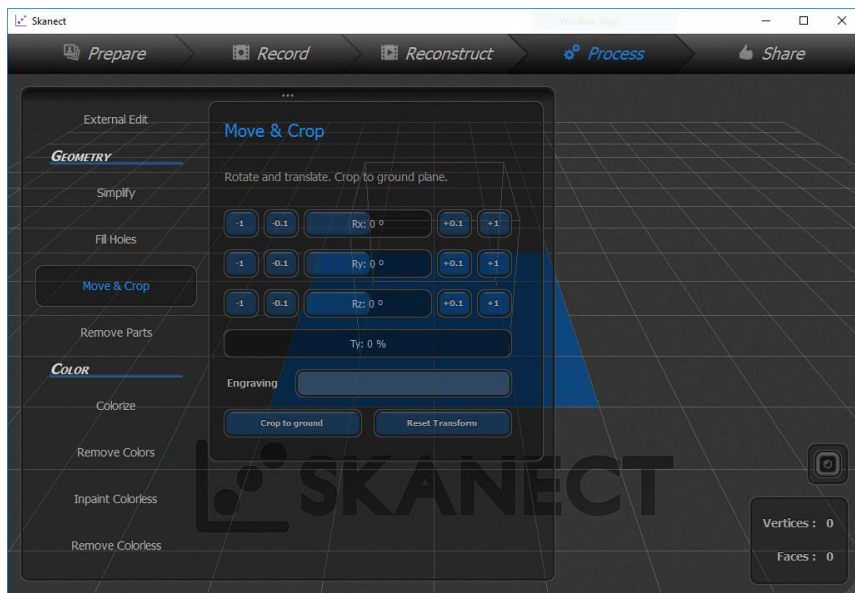 Skanect
Window Snip
Prepare
Record
Reconstruct
Process
Share
External Edit
GEOMETRY
Simplify
Fill Holes
Move & Crop
Remove Parts
COLOR
Colorize
Remove Colors
Inpaint Colorless
Remove Colorless
Move & Crop
Rotate and translate. Crop to ground plane.
-1 -0.1 Rx: 0 º +0.1 +1
-1 -0.1 Ry: 0 º +0.1 +1
-1 -0.1 Rz: 0 º +0.1 +1
Ty: 0 %
Engraving
Crop to ground Reset Transform
SKANECT
Vertices : 0
Faces : 0